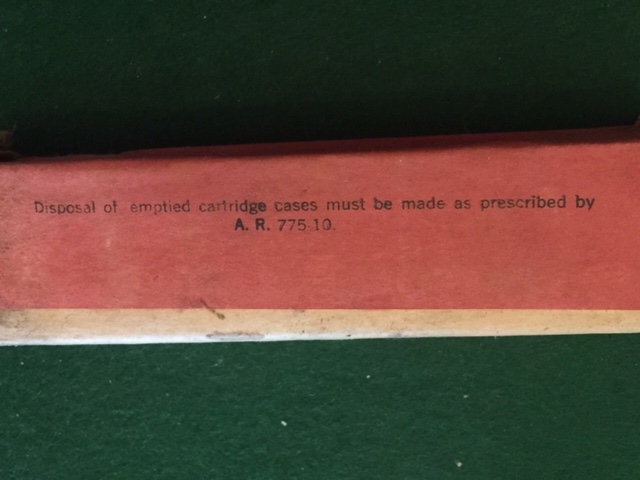 Disposal of emptied cartridge cases must be made as prescribed by
A. R. 775-10.